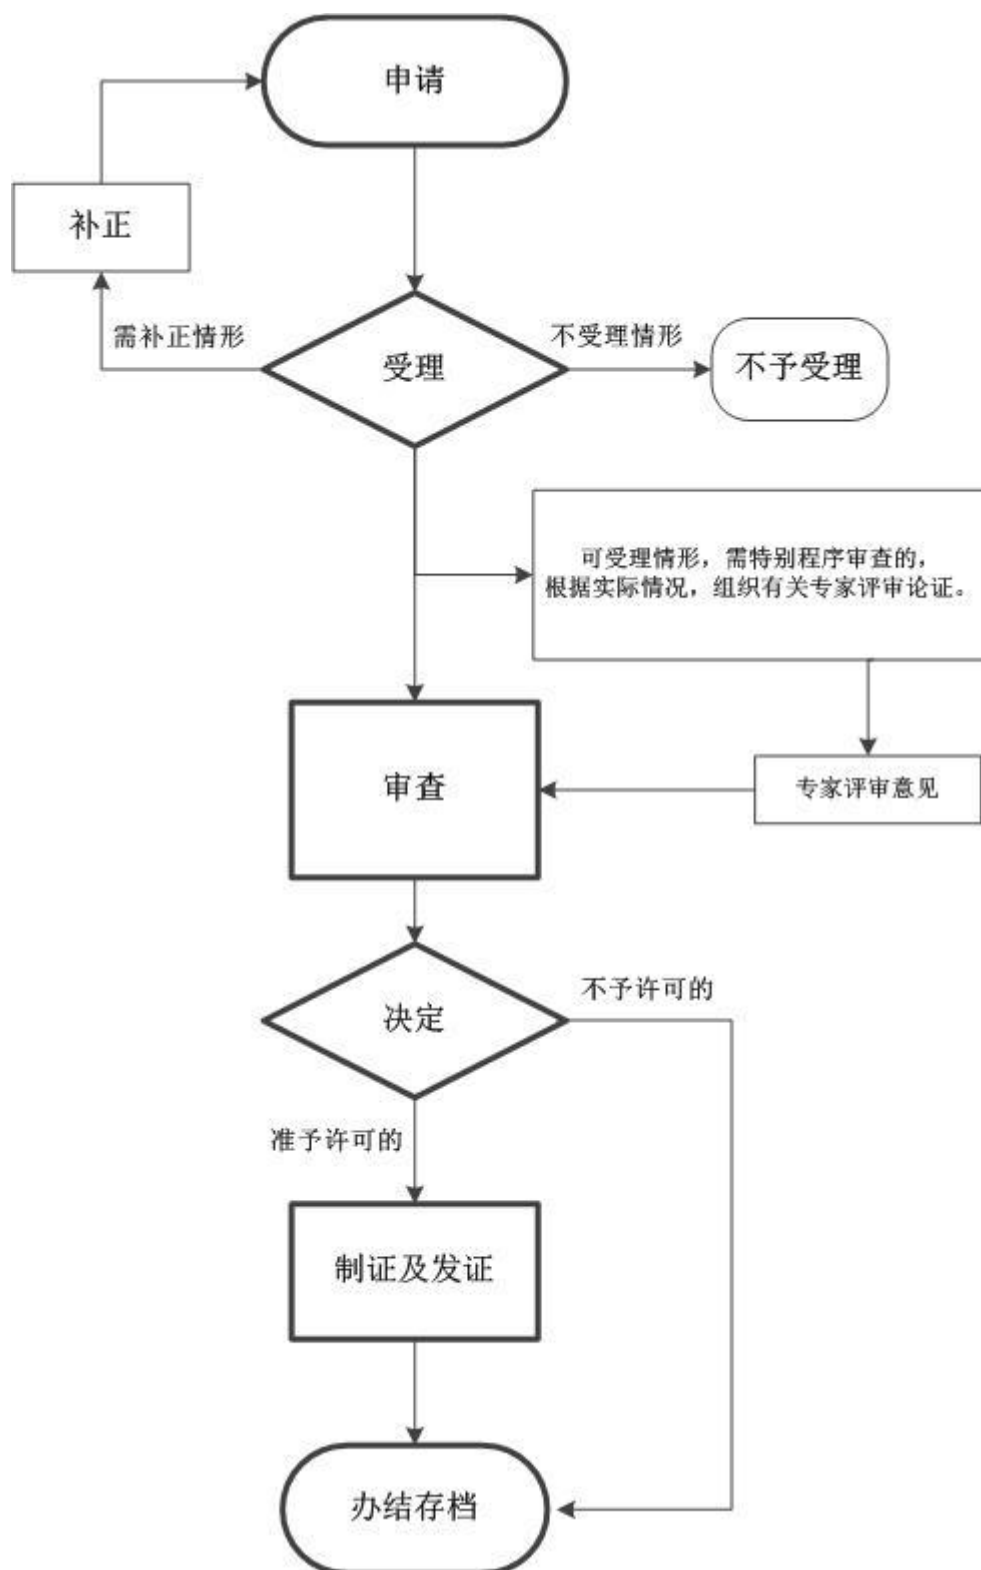 申请
补正
需补正情形
受理
不受理情形
不予受理
可受理情形，需特别程序审查的，
根据实际情况，组织有关专家评审论证。
审查
专家评审意见
决定
不予许可的
准予许可的
制证及发证
办结存档